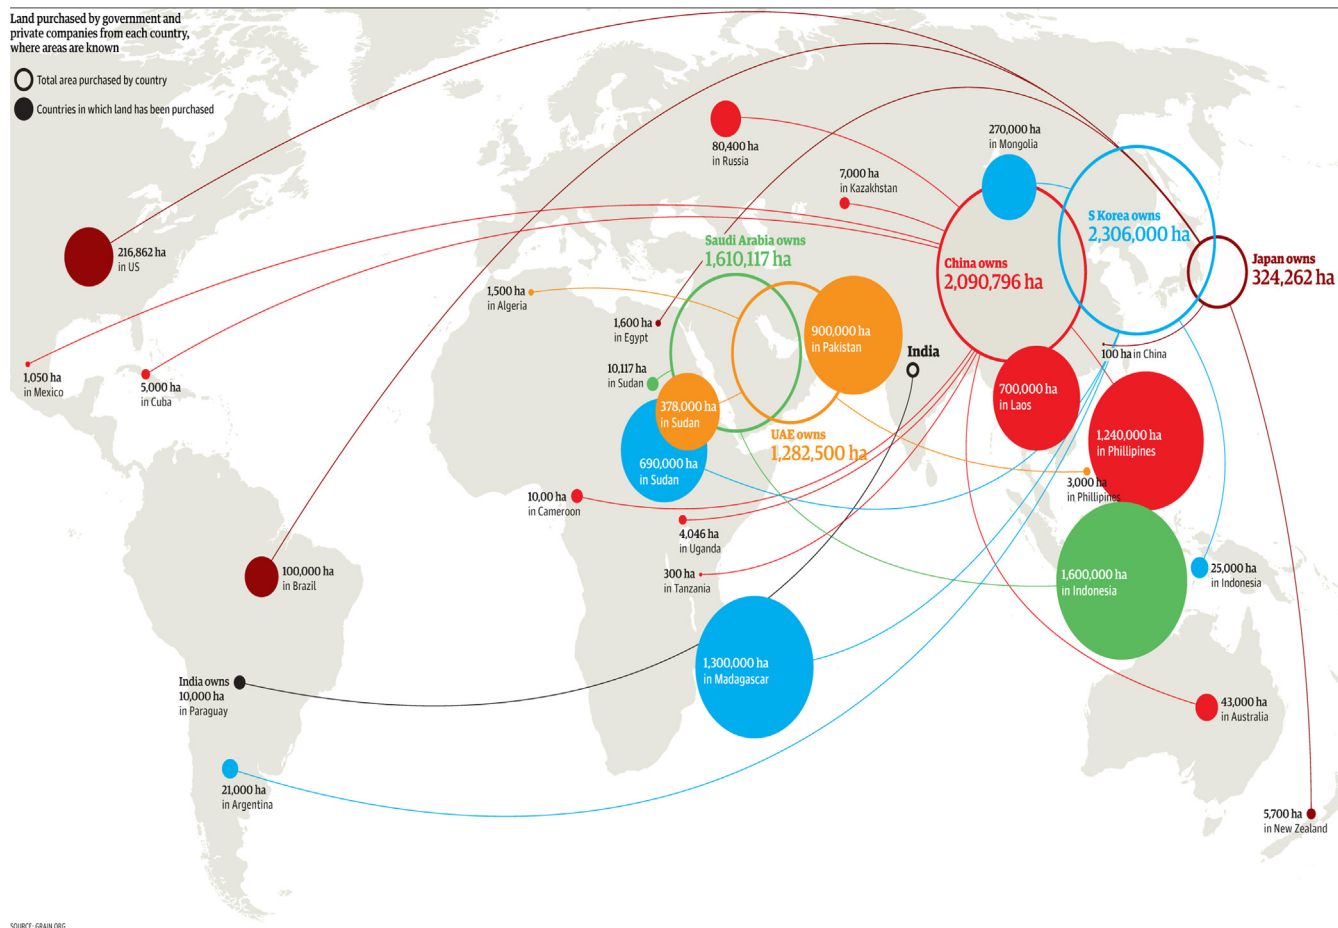 Land purchased by government and
private companies from each country,
where areas are known
Total area purchased by country
Countries in which land has been purchased
80,400 ha
in Russia
270,000 ha
in Mongolia
7,000 ha
in Kazakhstan
S Korea owns
2,306,000 ha
216,862 ha
in US
Saudi Arabia owns
1,610,117 ha
China owns
2,090,796 ha
Japan owns
324,262 ha
1,500 ha
in Algeria
1,600 ha
in Egypt
900,000 ha
in Pakistan
India
100 ha in China
10,117 ha
in Sudan
1,050 ha
in Mexico
5,000 ha
in Cuba
700,000 ha
in Laos
378,000 ha
in Sudan
UAE owns
1,282,500 ha
1,240,000 ha
in Phillipines
690,000 ha
in Sudan
3,000 ha
in Phillipines
10,00 ha
in Cameroon
4,046 ha
in Uganda
300 ha
in Tanzania
100,000 ha
in Brazil
1,600,000 ha
in Indonesia
25,000 ha
in Indonesia
1,300,000 ha
in Madagascar
India owns
10,000 ha
in Paraguay
43,000 ha
in Australia
21,000 ha
in Argentina
5,700 ha
in New Zealand
SOURCE: GRAIN.ORG